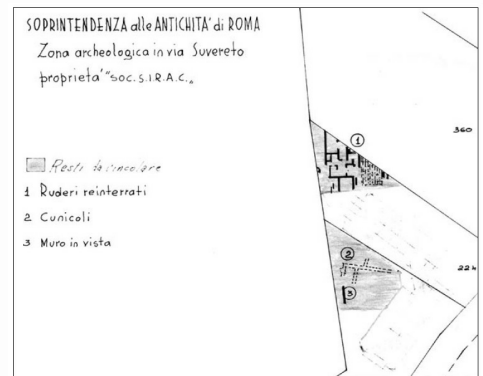 SOPRINTENDENZA alle ANTICHITA' di ROMA
Zona archeologica in via Suvereto
proprieta' "SOC. S.I.R.A.C."
Resti da vincolare
1 Ruderi reinterrati
2 Cunicoli
3 Muro in vista
1
360
2
3
224